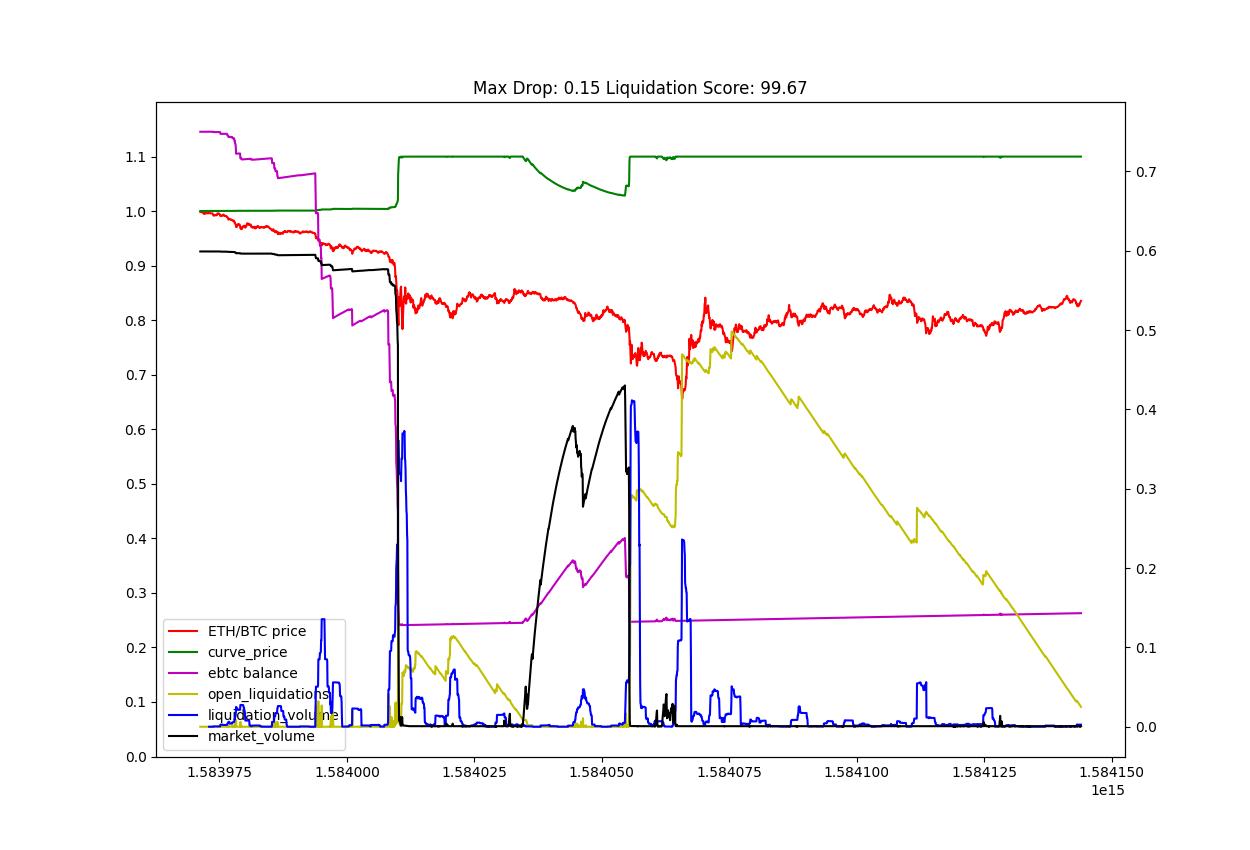 Max Drop: 0.15 Liquidation Score: 99.67
1.1
1.0
0.9
0.8
0.7
0.6
0.5
0.4
0.3
0.2
0.1
0.0
0.7
0.6
0.5
0.4
0.3
0.2
0.1
0.0
ETH/BTC price
curve_price
ebtc balance
open_liquidations
liquidation_volume
market_volume
1.583975 1.584000 1.584025 1.584050 1.584075 1.584100 1.584125 1.584150
1e15